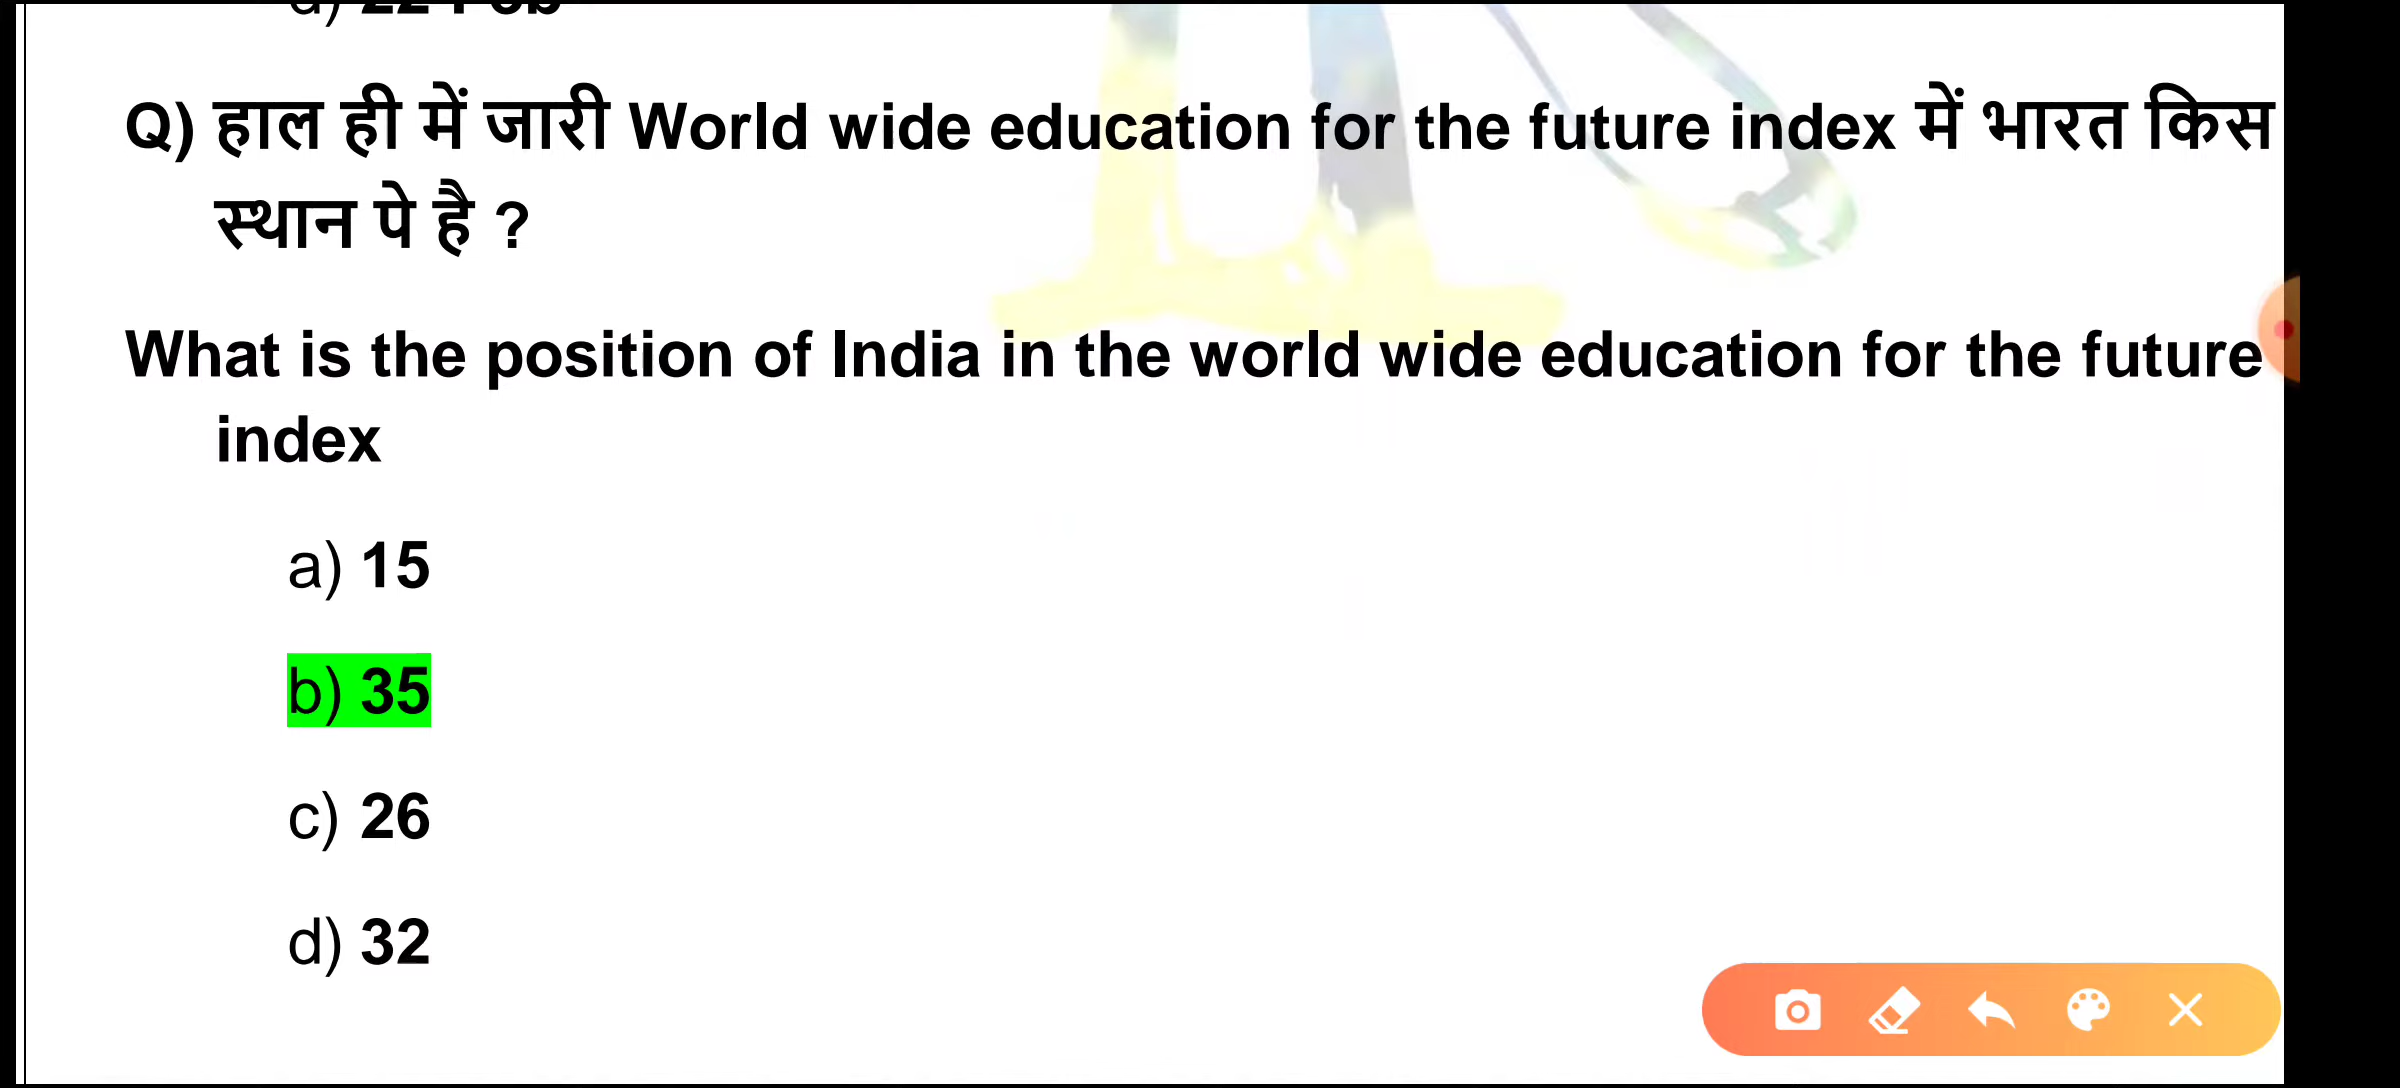 Q) हाल ही में जारी World wide education for the future index में भारत किस
स्थान पे है ?
What is the position of India in the world wide education for the future
index
a) 15
b) 35
c) 26
d) 32